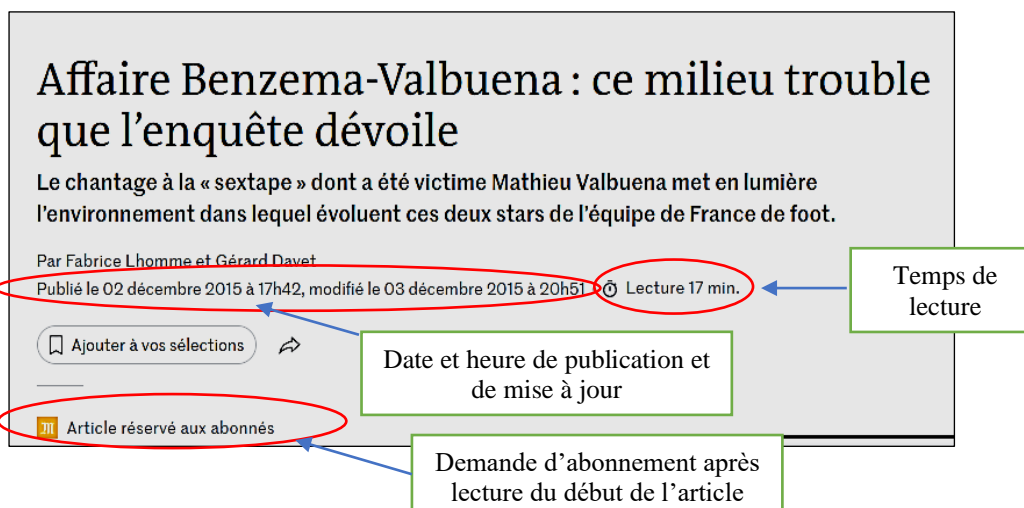 Affaire Benzema-Valbuena : ce milieu trouble
que l’enquête dévoile
Le chantage à la « sextape » dont a été victime Mathieu Valbuena met en lumière
l’environnement dans lequel évoluent ces deux stars de l’équipe de France de foot.
Par Fabrice Lhomme et Gérard Davet
Publié le 02 décembre 2015 à 17h42, modifié le 03 décembre 2015 à 20h51
Lecture 17 min.
Temps de
lecture
Ajouter à vos sélections
Date et heure de publication et
de mise à jour
Article réservé aux abonnés
Demande d’abonnement après
lecture du début de l’article